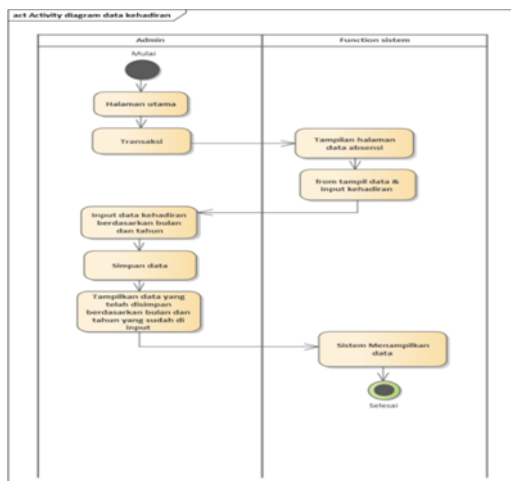 act Activity diagram data kehadiran
Admin
Function sistem
Mulai
Halaman utama
Transaksi
Tampilan halaman
data absensi
from tampil data &
input kehadiran
Input data kehadiran
berdasarkan bulan
dan tahun
Simpan data
Tampilkan data yang
telah disimpan
berdasarkan bulan dan
tahun yang sudah di
input
Sistem Menampilkan
data
Selesai